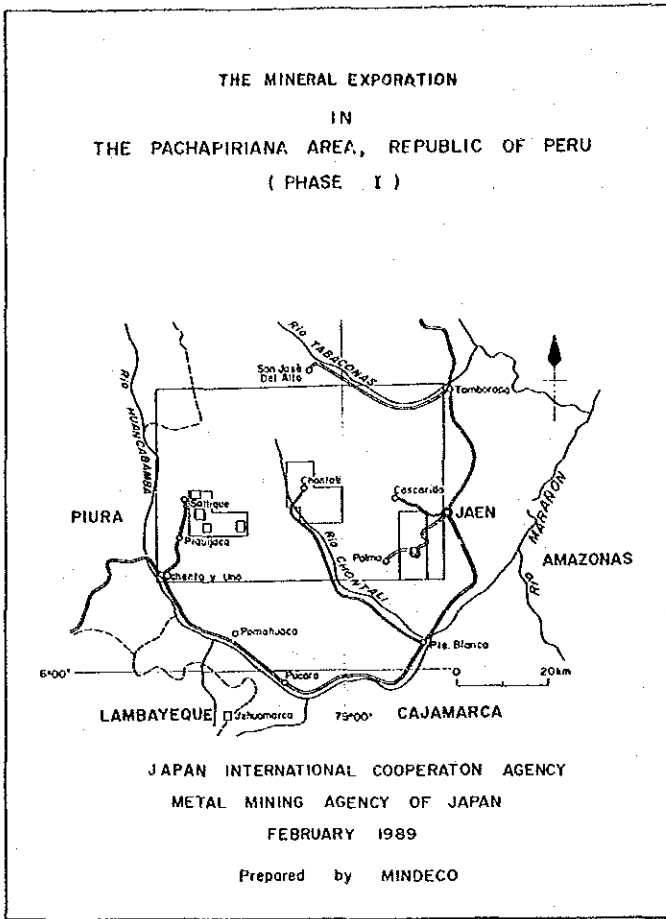 THE MINERAL EXPORATION
IN
THE PACHAPIRIANA AREA, REPUBLIC OF PERU
( PHASE I )
Rio TABACONAS
San José
Del Alto
Tamborapa
Rio HUANCABAMBA
Chontali
Cascarida
Sallique
PIURA
JAEN
MARAÑON
Piquijaca
Rio CHONTALI
Palma
AMAZONAS
Ochenta y Uno
RIO
Pomahuaca
Pte. Blanca
6°00'
Pucara
0 20km
LAMBAYEQUE
79°00'
CAJAMARCA
JAPAN INTERNATIONAL COOPERATON AGENCY
METAL MINING AGENCY OF JAPAN
FEBRUARY 1989
Prepared by MINDECO